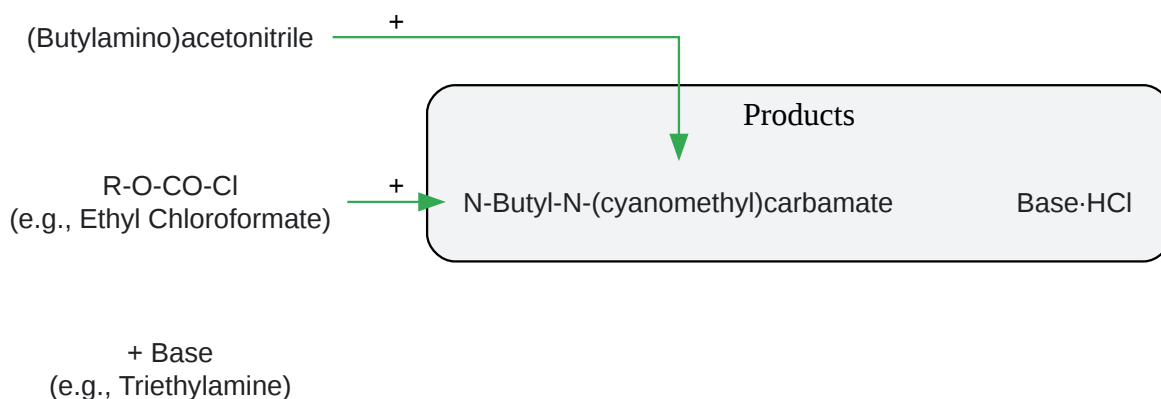 (Butylamino)acetonitrile
+
Products
R-O-CO-Cl
(e.g., Ethyl Chloroformate)
+
N-Butyl-N-(cyanomethyl)carbamate
Base·HCl
+ Base
(e.g., Triethylamine)